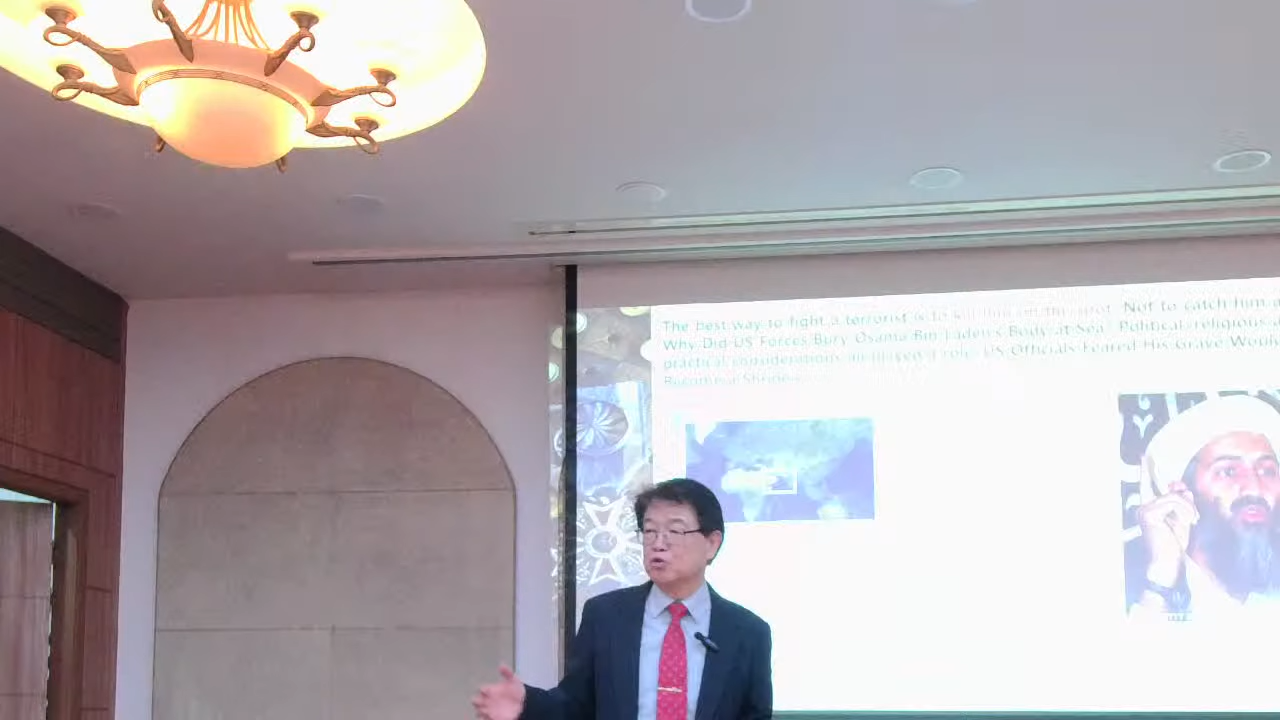 The best way to fight a terrorist is to kill him on the spot. Not to catch him
Why Did US Forces Bury Osama Bin Laden's Body at Sea? Political, religious
practical considerations all played a role. US Officials Feared His Grave Would
Become a Shrine